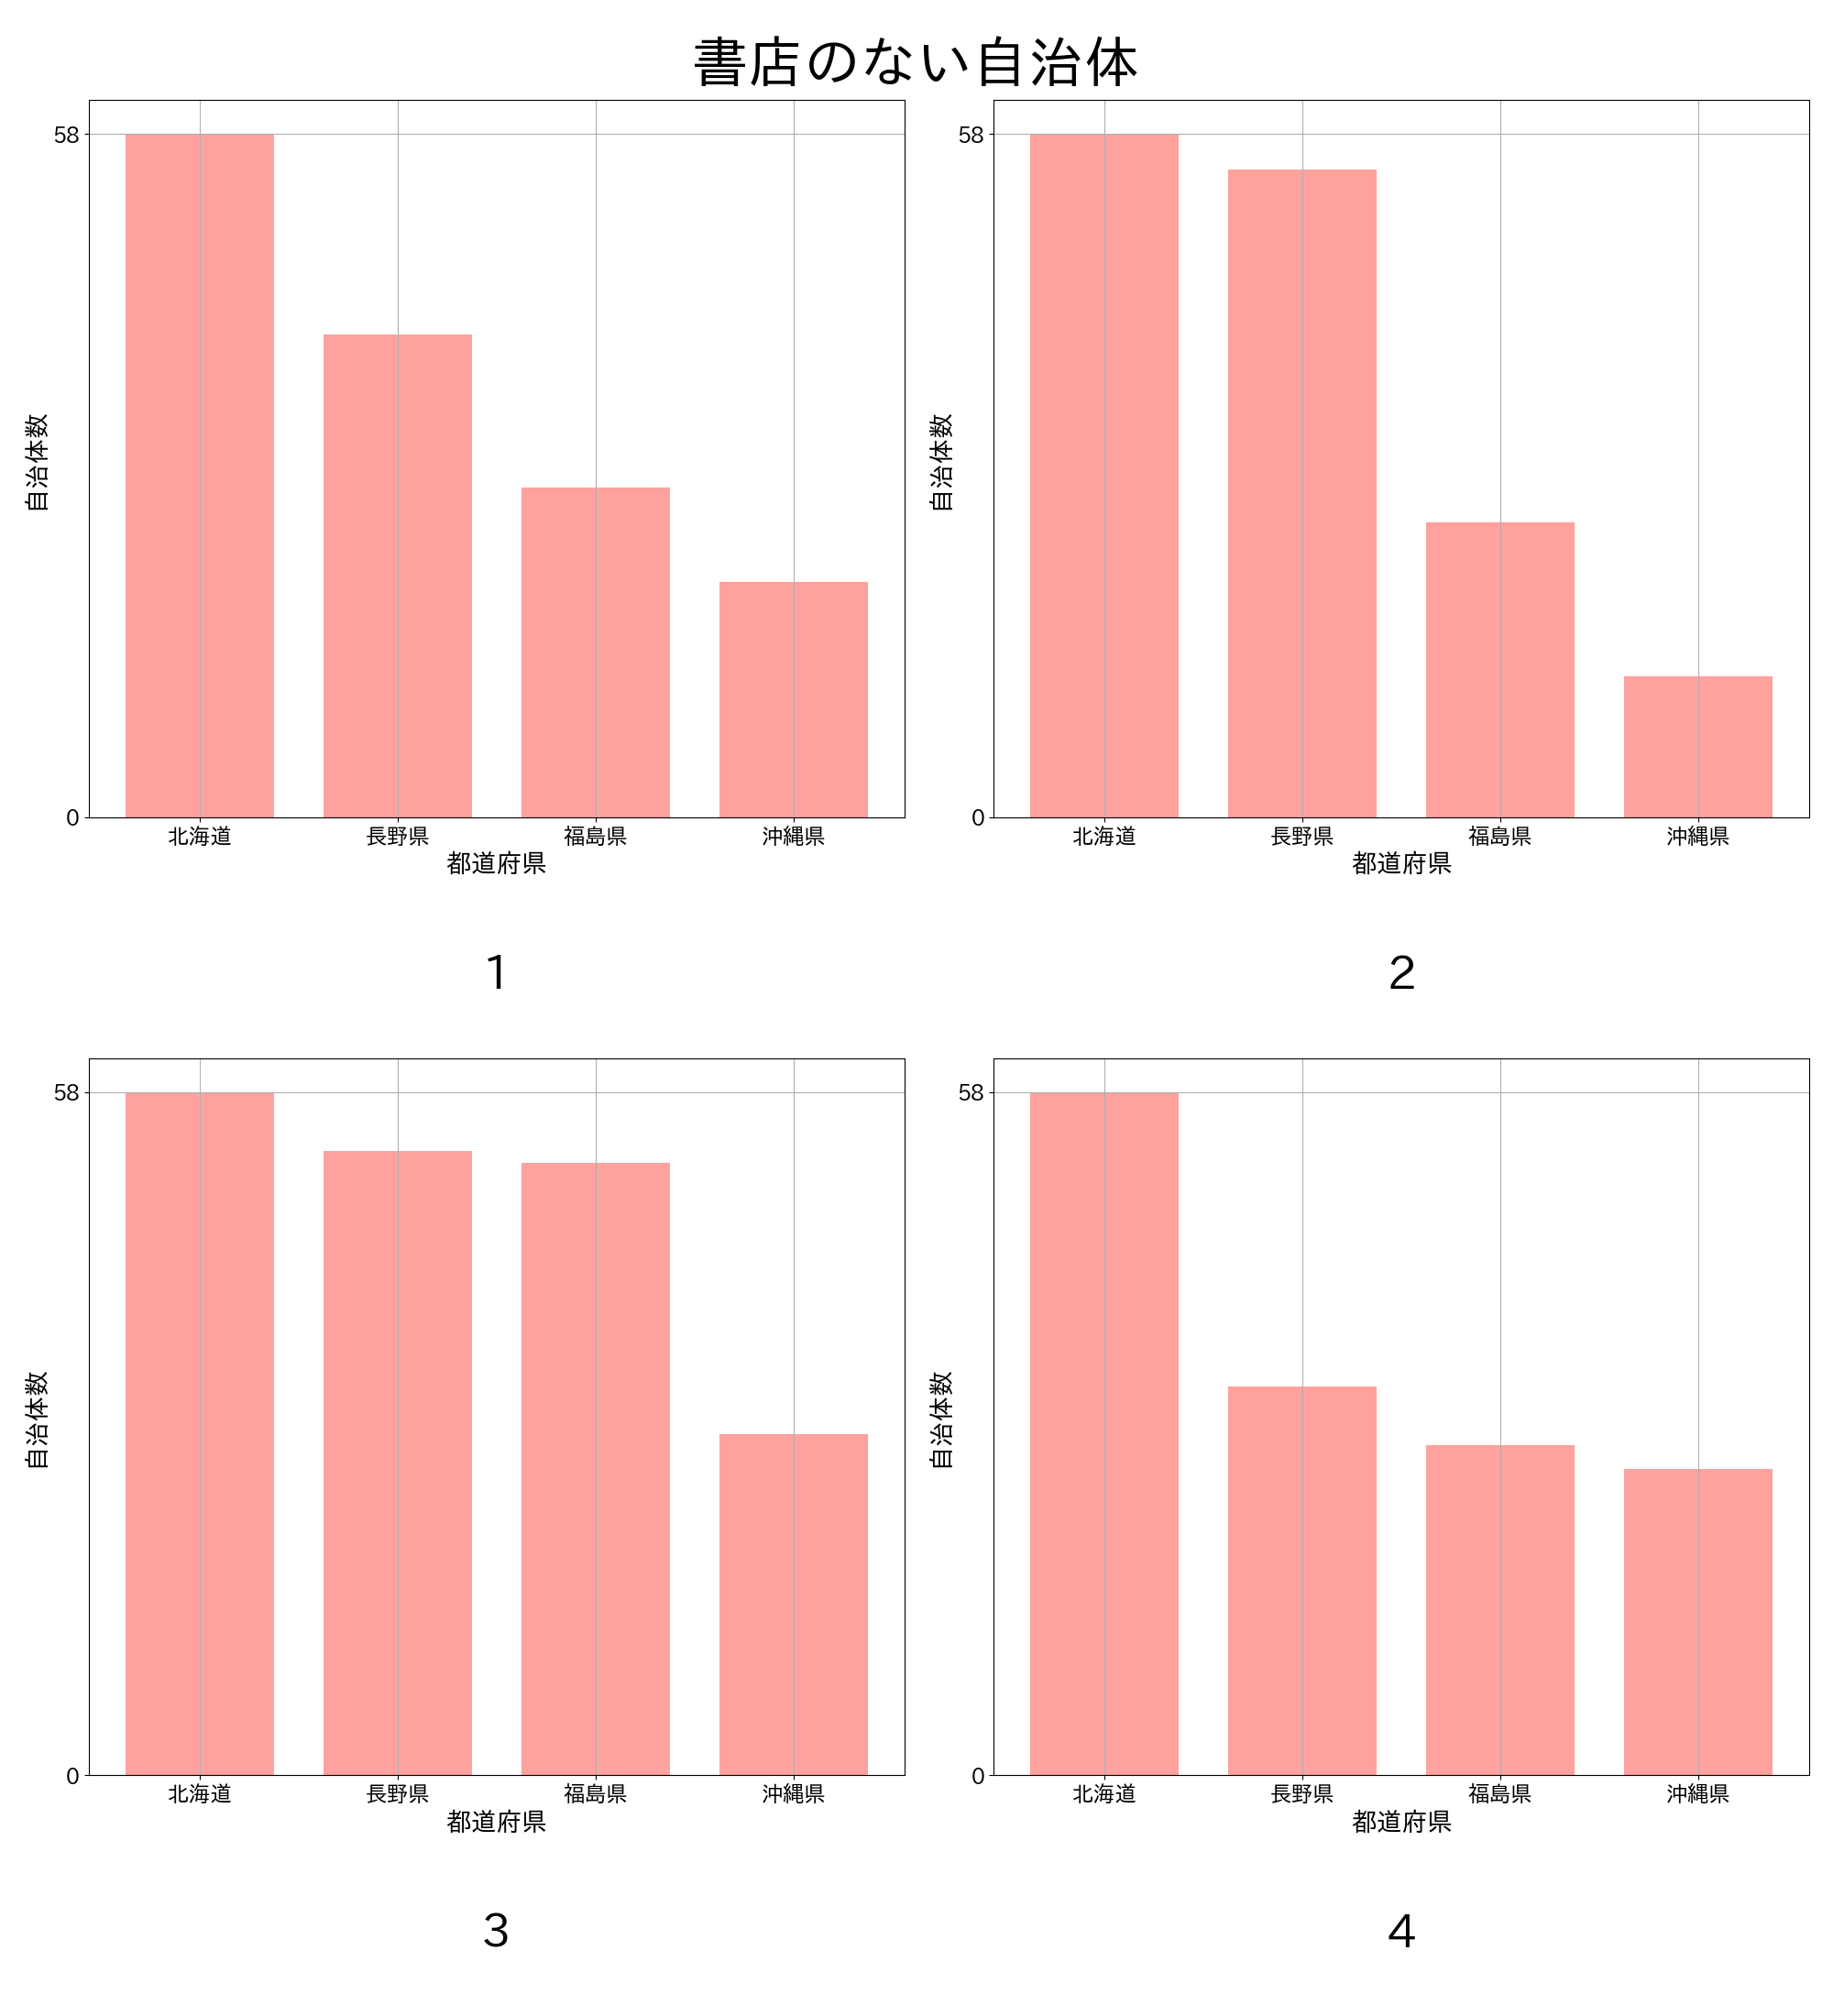 書店のない自治体
58
0
自治体数
北海道 長野県 福島県 沖縄県
都道府県
1
58
0
自治体数
北海道 長野県 福島県 沖縄県
都道府県
2
58
0
自治体数
北海道 長野県 福島県 沖縄県
都道府県
3
58
0
自治体数
北海道 長野県 福島県 沖縄県
都道府県
4